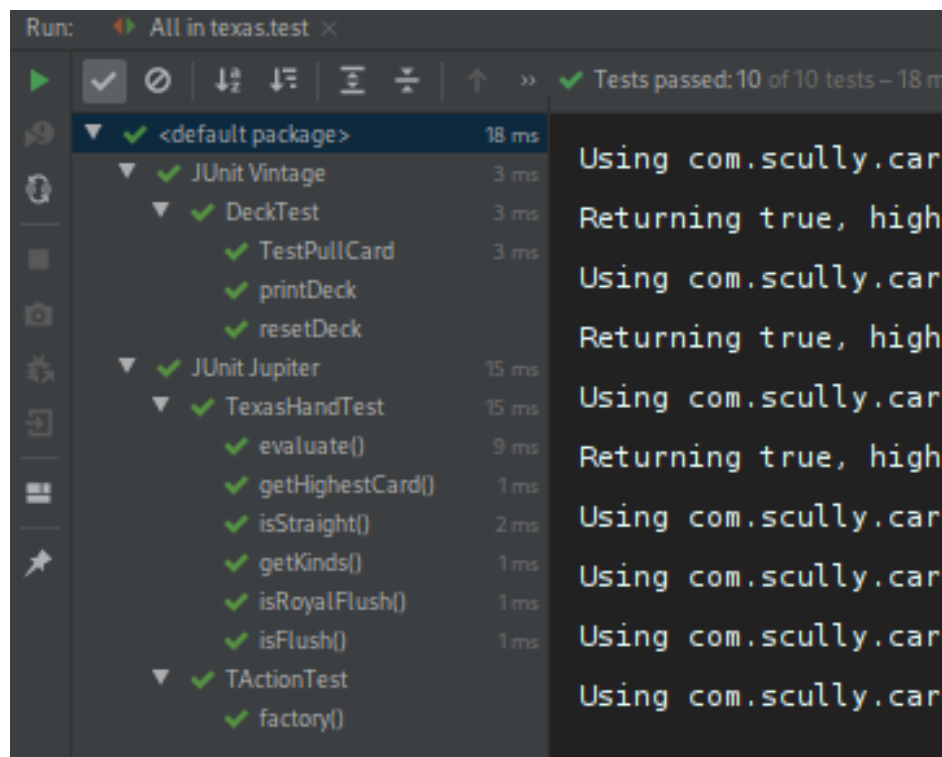 Run: All in texas.test
Tests passed: 10 of 10 tests – 18 m
<default package> 18 ms
JUnit Vintage 3 ms
DeckTest 3 ms
TestPullCard 3 ms
printDeck
resetDeck
JUnit Jupiter 15 ms
TexasHandTest 15 ms
evaluate() 9 ms
getHighestCard() 1 ms
isStraight() 2 ms
getKinds() 1 ms
isRoyalFlush() 1 ms
isFlush() 1 ms
TActionTest
factory()
Using com.scully.car
Returning true, high
Using com.scully.car
Returning true, high
Using com.scully.car
Returning true, high
Using com.scully.car
Using com.scully.car
Using com.scully.car
Using com.scully.car